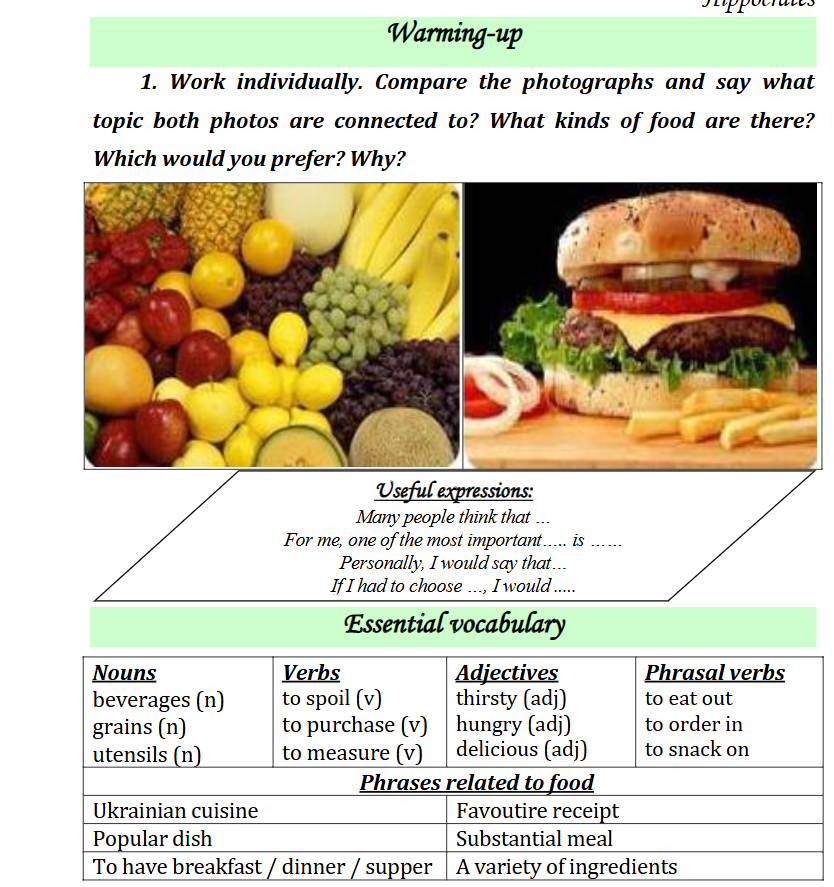 Hippocrates
Warming-up
1. Work individually. Compare the photographs and say what
topic both photos are connected to? What kinds of food are there?
Which would you prefer? Why?
Useful expressions:
Many people think that …
For me, one of the most important….. is ……
Personally, I would say that…
If I had to choose …, I would .....
Essential vocabulary
Nouns
beverages (n)
grains (n)
utensils (n)
Verbs
to spoil (v)
to purchase (v)
to measure (v)
Adjectives
thirsty (adj)
hungry (adj)
delicious (adj)
Phrasal verbs
to eat out
to order in
to snack on
Phrases related to food
Ukrainian cuisine
Favoutire receipt
Popular dish
Substantial meal
To have breakfast / dinner / supper
A variety of ingredients